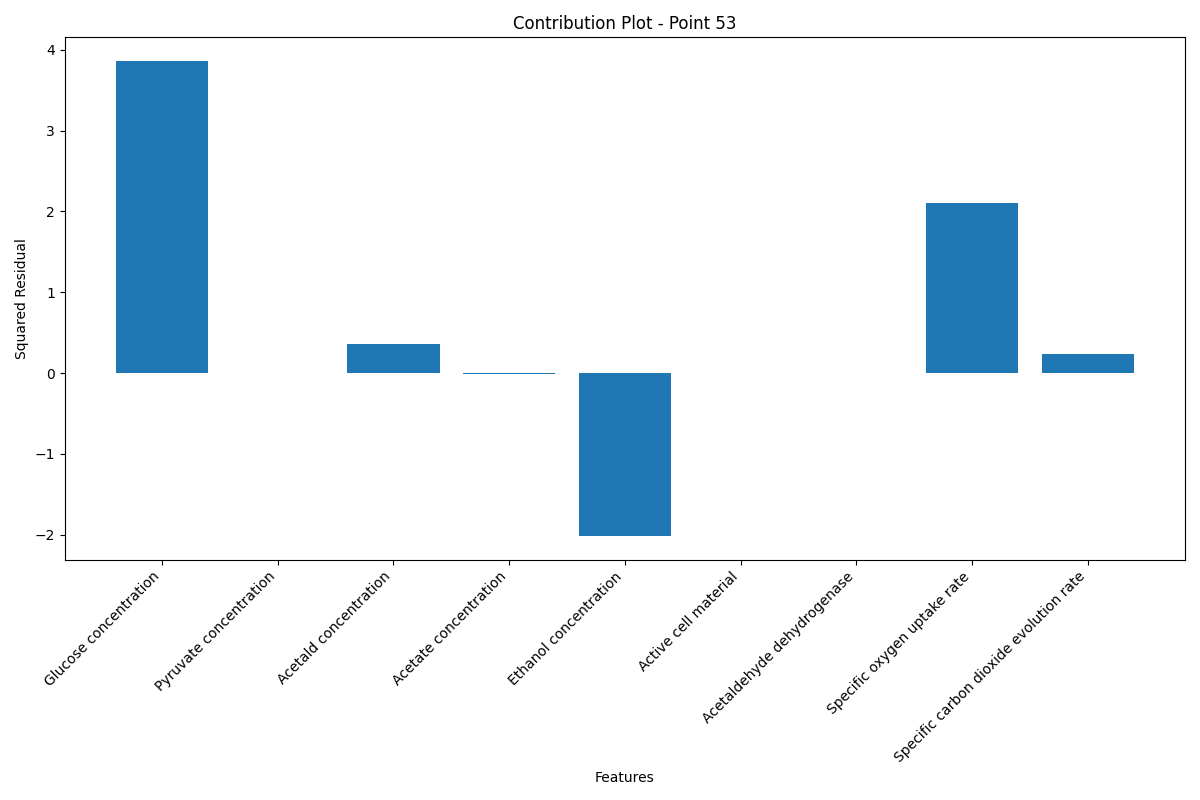 Contribution Plot - Point 53
Squared Residual
4
3
2
1
0
−1
−2
Glucose concentration
Pyruvate concentration
Acetald concentration
Acetate concentration
Ethanol concentration
Active cell material
Acetaldehyde dehydrogenase
Specific oxygen uptake rate
Specific carbon dioxide evolution rate
Features